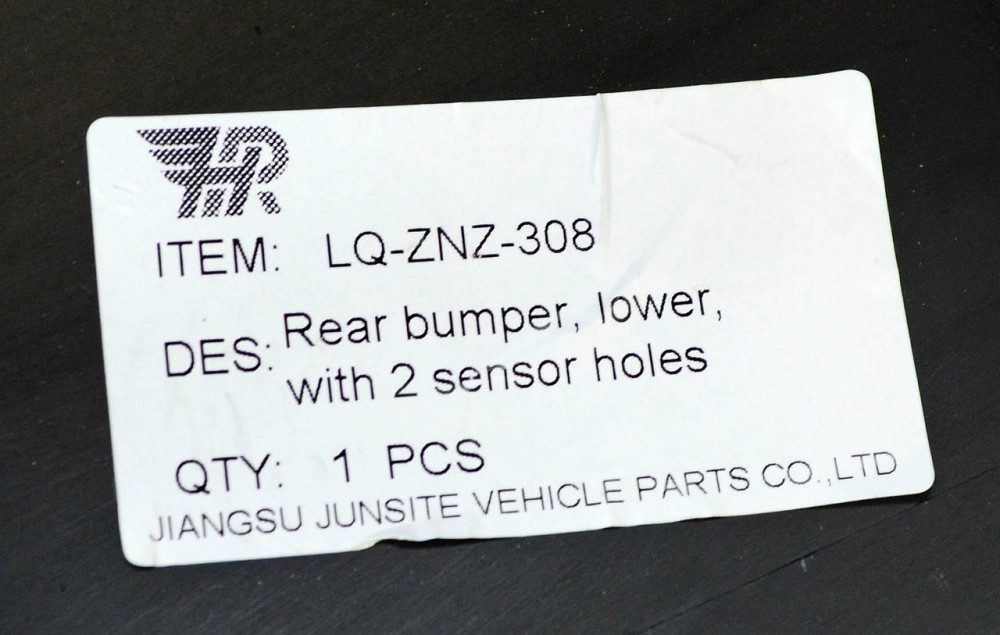 HR
ITEM: LQ-ZNZ-308
DES: Rear bumper, lower,
with 2 sensor holes
QTY: 1 PCS
JIANGSU JUNSITE VEHICLE PARTS CO.,LTD